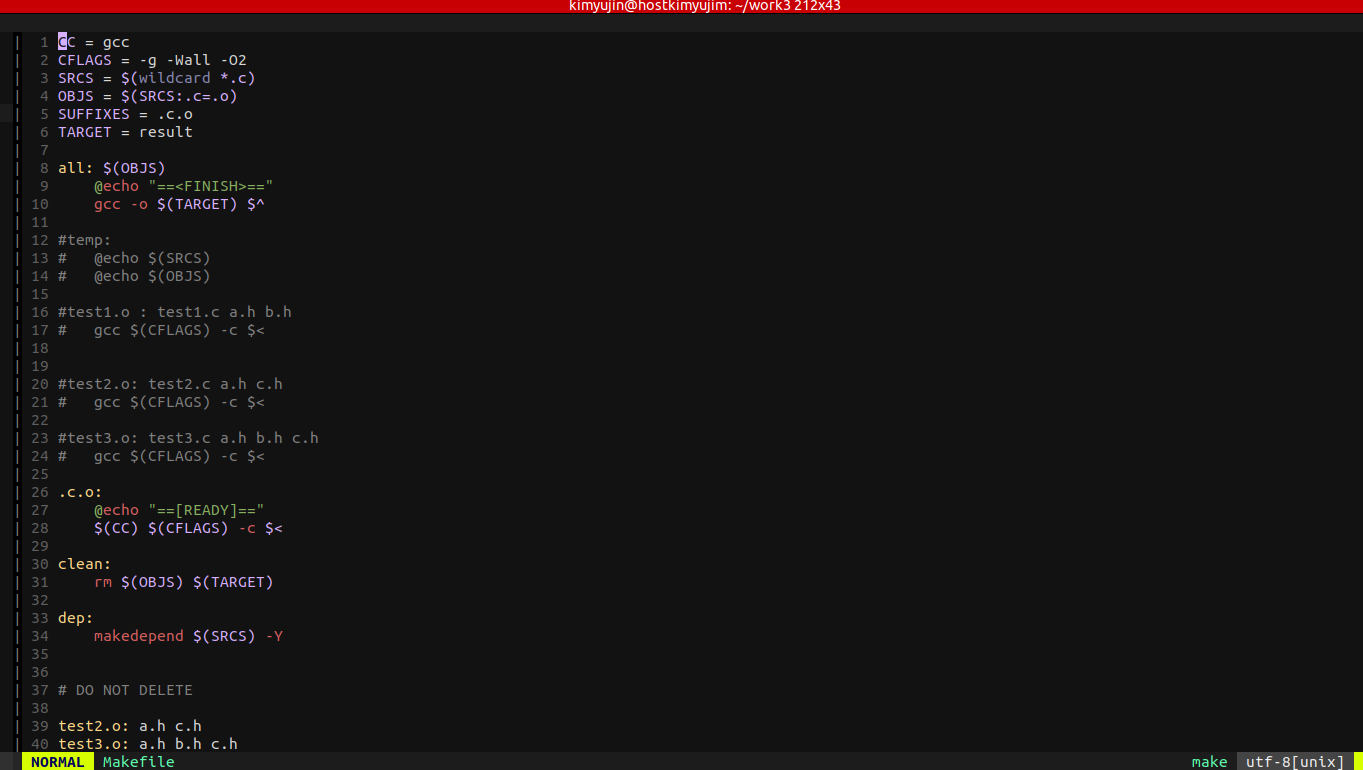 kimyujin@hostkimyujim: ~/work3 212x43
1 CC = gcc
2 CFLAGS = -g -Wall -O2
3 SRCS = $(wildcard *.c)
4 OBJS = $(SRCS:.c=.o)
5 SUFFIXES = .c.o
6 TARGET = result
7
8 all: $(OBJS)
9     @echo "==<FINISH>=="
10     gcc -o $(TARGET) $^
11
12 #temp:
13 #   @echo $(SRCS)
14 #   @echo $(OBJS)
15
16 #test1.o : test1.c a.h b.h
17 #   gcc $(CFLAGS) -c $<
18
19
20 #test2.o: test2.c a.h c.h
21 #   gcc $(CFLAGS) -c $<
22
23 #test3.o: test3.c a.h b.h c.h
24 #   gcc $(CFLAGS) -c $<
25
26 .c.o:
27     @echo "==[READY]=="
28     $(CC) $(CFLAGS) -c $<
29
30 clean:
31     rm $(OBJS) $(TARGET)
32
33 dep:
34     makedepend $(SRCS) -Y
35
36
37 # DO NOT DELETE
38
39 test2.o: a.h c.h
40 test3.o: a.h b.h c.h
NORMAL Makefile make utf-8[unix]